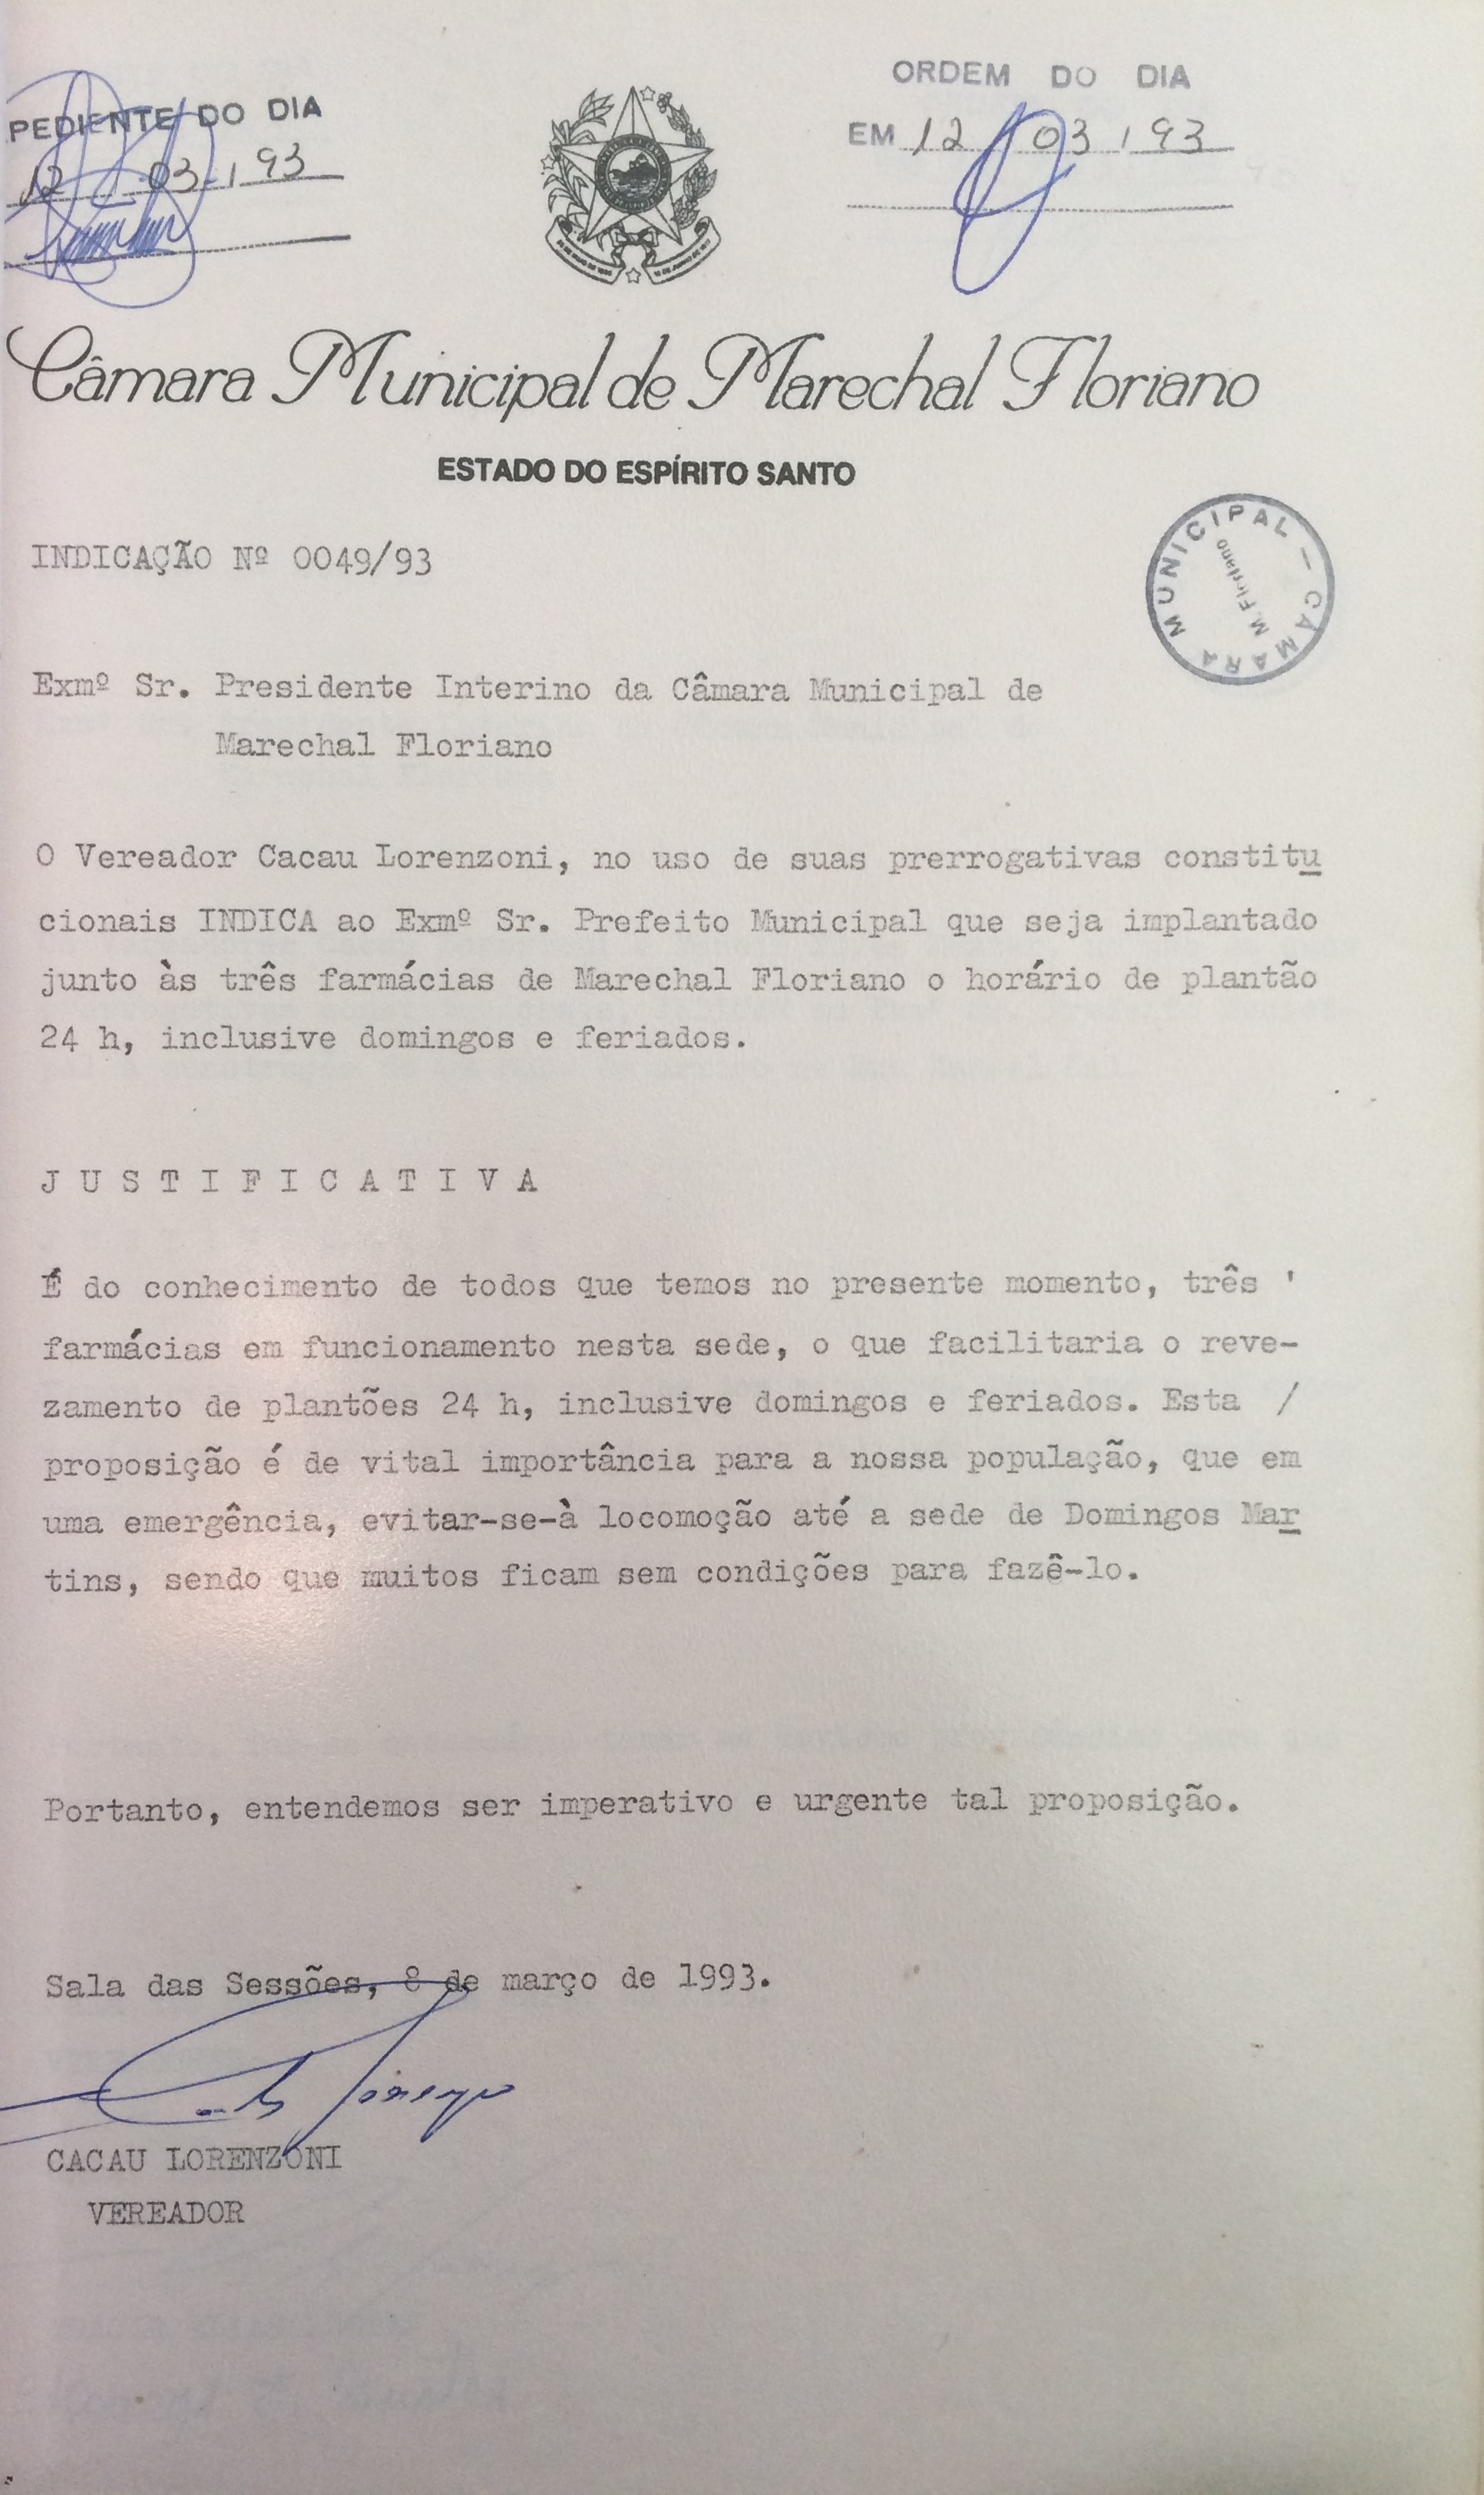 PEDIENTE DO DIA
12 / 03 / 93
ORDEM DO DIA
EM 12 / 03 / 93
Câmara Municipal de Marechal Floriano
ESTADO DO ESPÍRITO SANTO
CÂMARA MUNICIPAL —
M. Floriano
INDICAÇÃO Nº 0049/93
Exmº Sr. Presidente Interino da Câmara Municipal de
Marechal Floriano
O Vereador Cacau Lorenzoni, no uso de suas prerrogativas constitu
cionais INDICA ao Exmº Sr. Prefeito Municipal que seja implantado
junto às três farmácias de Marechal Floriano o horário de plantão
24 h, inclusive domingos e feriados.
J U S T I F I C A T I V A
É do conhecimento de todos que temos no presente momento, três '
farmácias em funcionamento nesta sede, o que facilitaria o reve-
zamento de plantões 24 h, inclusive domingos e feriados. Esta /
proposição é de vital importância para a nossa população, que em
uma emergência, evitar-se-à locomoção até a sede de Domingos Mar
tins, sendo que muitos ficam sem condições para fazê-lo.
Portanto, entendemos ser imperativo e urgente tal proposição.
Sala das Sessões, 8 de março de 1993.
CACAU LORENZONI
VEREADOR